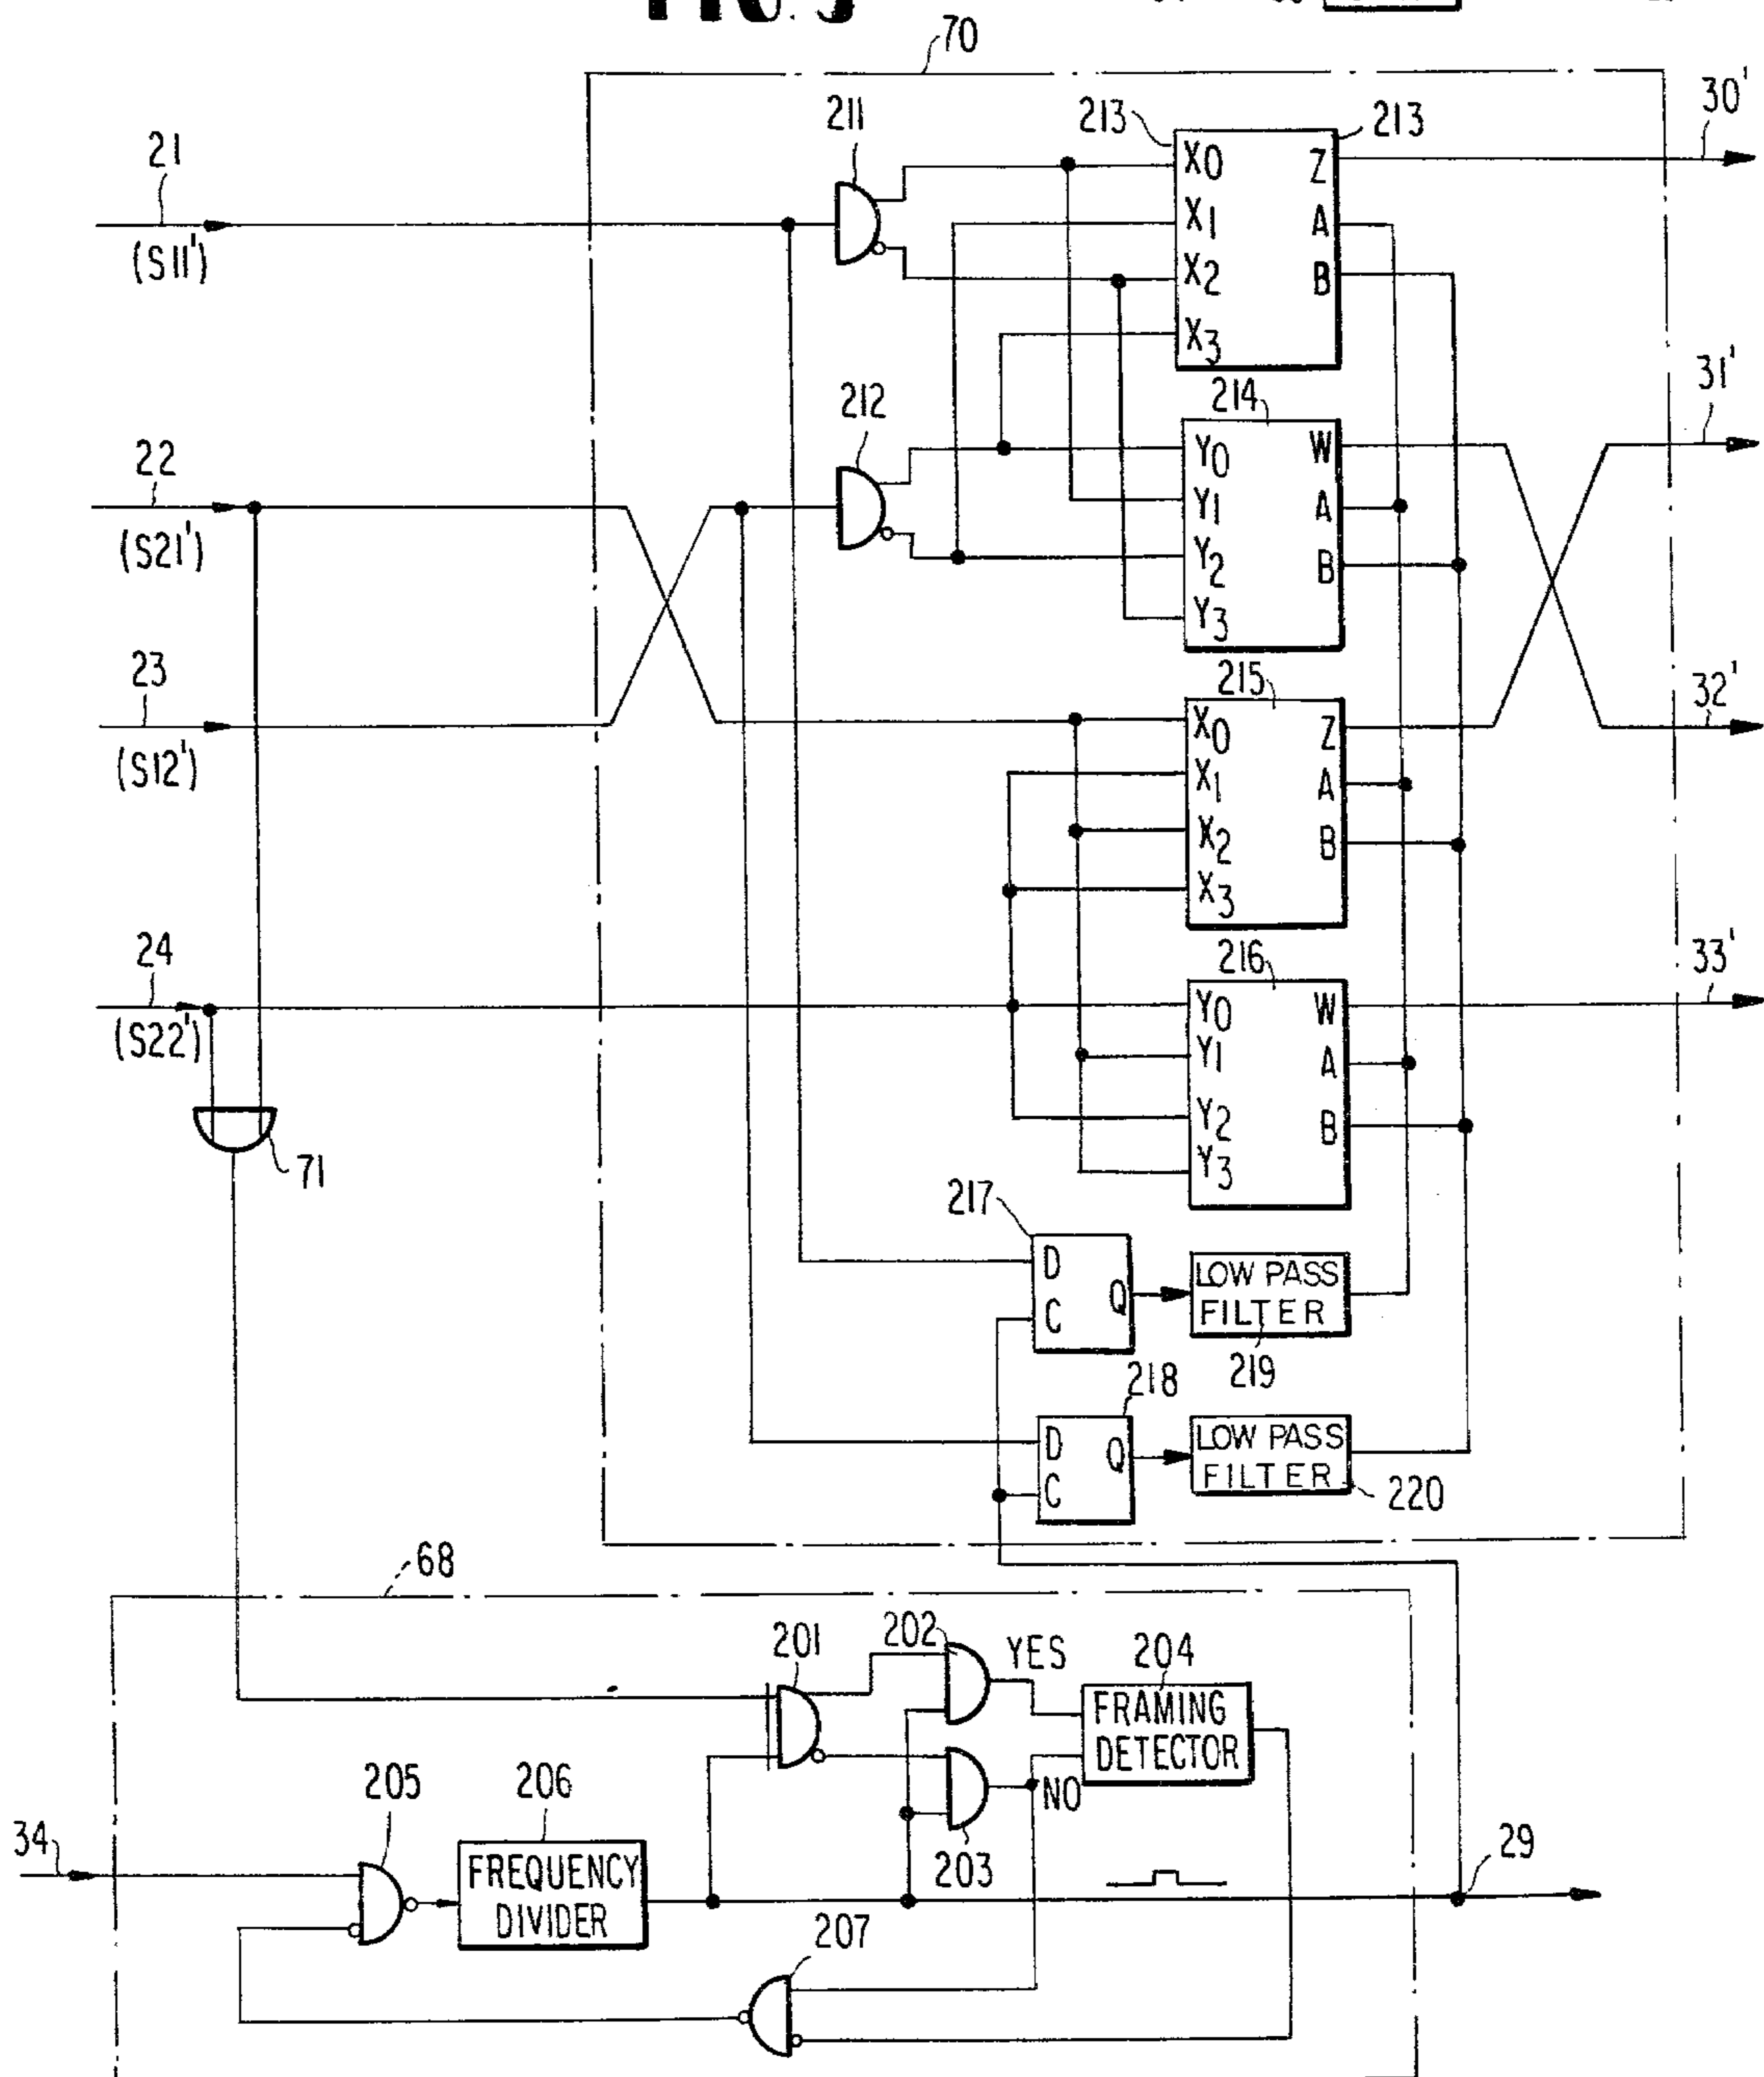 FIG. 5
70
30'
21
211
213
213
X0
Z
X1
A
(S11')
X2
B
X3
31'
22
212
214
Y0
W
Y1
A
(S21')
Y2
B
Y3
23
215
32'
X0
Z
(S12')
X1
A
X2
B
X3
24
216
33'
Y0
W
(S22')
Y1
A
Y2
B
Y3
71
217
D
Q
C
LOW PASS
FILTER
219
218
D
Q
C
LOW PASS
FILTER
220
68
201
202
YES
204
FRAMING
DETECTOR
NO
203
205
206
34
FREQUENCY
DIVIDER
29
207